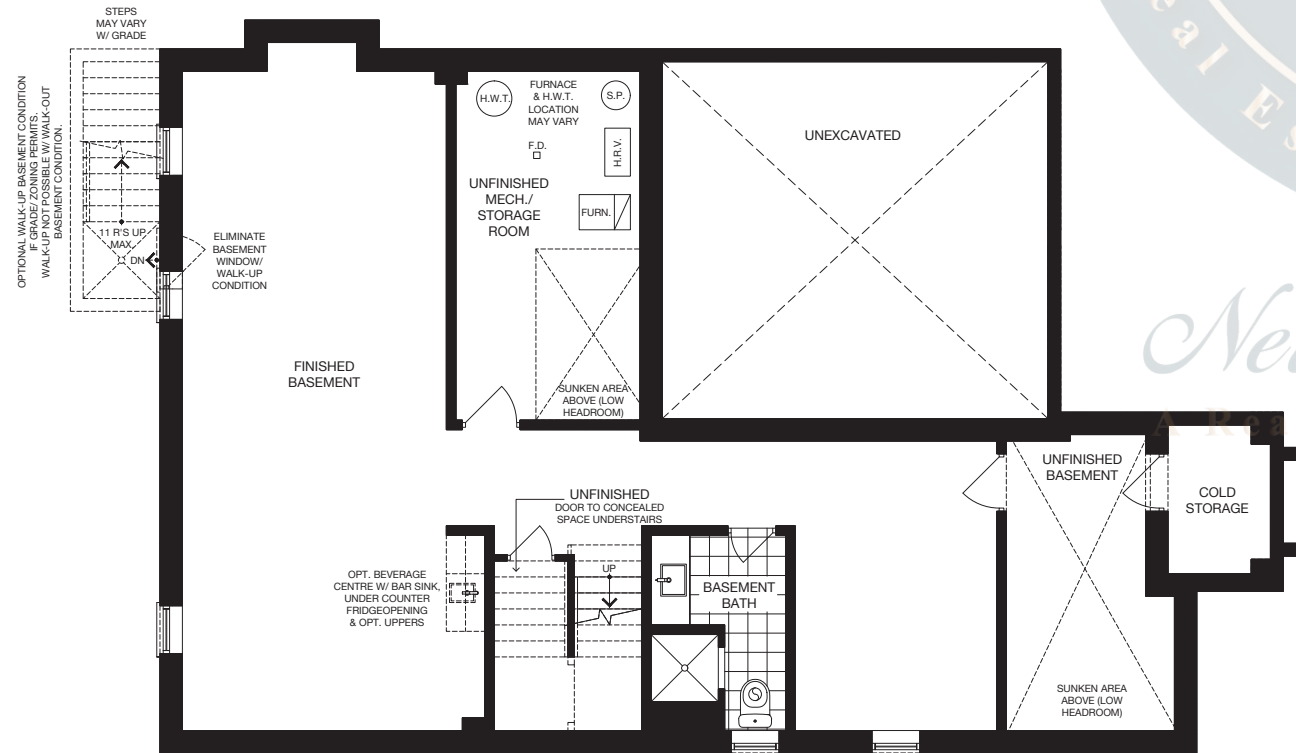 STEPS
MAY VARY
W/ GRADE
OPTIONAL WALK-UP BASEMENT CONDITION
IF GRADE/ ZONING PERMITS.
WALK-UP NOT POSSIBLE W/ WALK-OUT
BASEMENT CONDITION.
11 R'S UP
MAX.
DN
ELIMINATE
BASEMENT
WINDOW/
WALK-UP
CONDITION
FINISHED
BASEMENT
H.W.T.
FURNACE
& H.W.T.
LOCATION
MAY VARY
S.P.
F.D.
H.R.V.
UNFINISHED
MECH./
STORAGE
ROOM
FURN.
SUNKEN AREA
ABOVE (LOW
HEADROOM)
UNEXCAVATED
UNFINISHED
DOOR TO CONCEALED
SPACE UNDERSTAIRS
UP
OPT. BEVERAGE
CENTRE W/ BAR SINK,
UNDER COUNTER
FRIDGEOPENING
& OPT. UPPERS
BASEMENT
BATH
UNFINISHED
BASEMENT
COLD
STORAGE
SUNKEN AREA
ABOVE (LOW
HEADROOM)
eal Es
A Rea